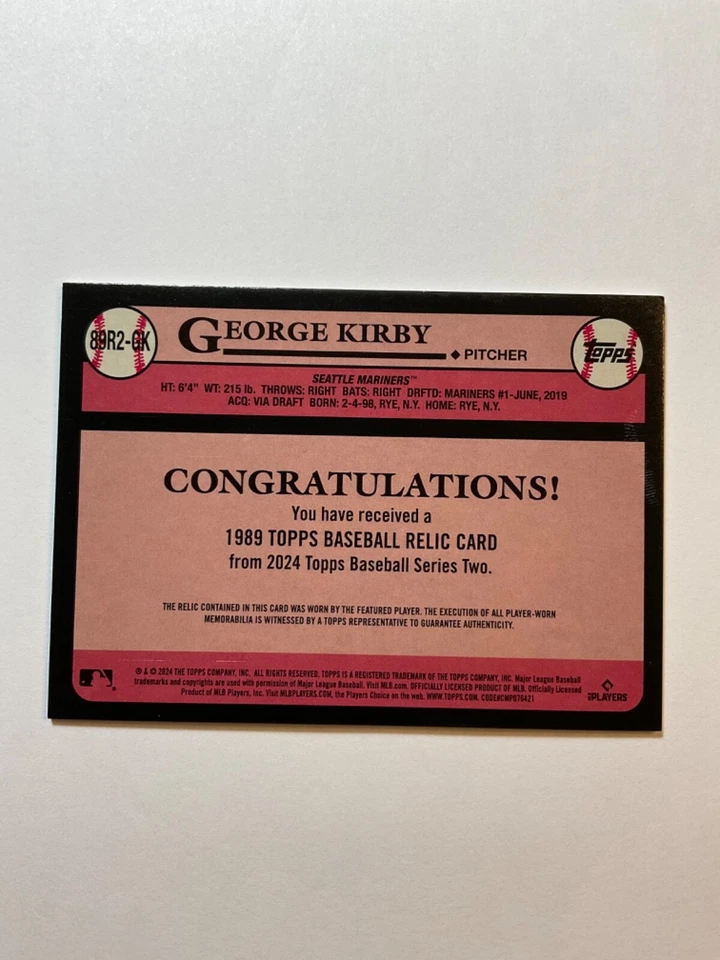 89R2-GK
GEORGE KIRBY
PITCHER
TOPPS
SEATTLE MARINERS™
HT: 6'4" WT: 215 lb. THROWS: RIGHT BATS: RIGHT DRFTD: MARINERS #1-JUNE, 2019
ACQ: VIA DRAFT BORN: 2-4-98, RYE, N.Y. HOME: RYE, N.Y.
CONGRATULATIONS!
You have received a
1989 TOPPS BASEBALL RELIC CARD
from 2024 Topps Baseball Series Two.
THE RELIC CONTAINED IN THIS CARD WAS WORN BY THE FEATURED PLAYER. THE EXECUTION OF ALL PLAYER-WORN
MEMORABILIA IS WITNESSED BY A TOPPS REPRESENTATIVE TO GUARANTEE AUTHENTICITY.
® & © 2024 THE TOPPS COMPANY, INC. ALL RIGHTS RESERVED. TOPPS IS A REGISTERED TRADEMARK OF THE TOPPS COMPANY, INC. Major League Baseball
trademarks and copyrights are used with permission of Major League Baseball. Visit MLB.com. OFFICIALLY LICENSED PRODUCT OF MLB. Officially Licensed
Product of MLB Players, Inc. Visit MLBPLAYERS.COM, the Players Choice on the web. WWW.TOPPS.COM. CODE#CMP076421
PLAYERS